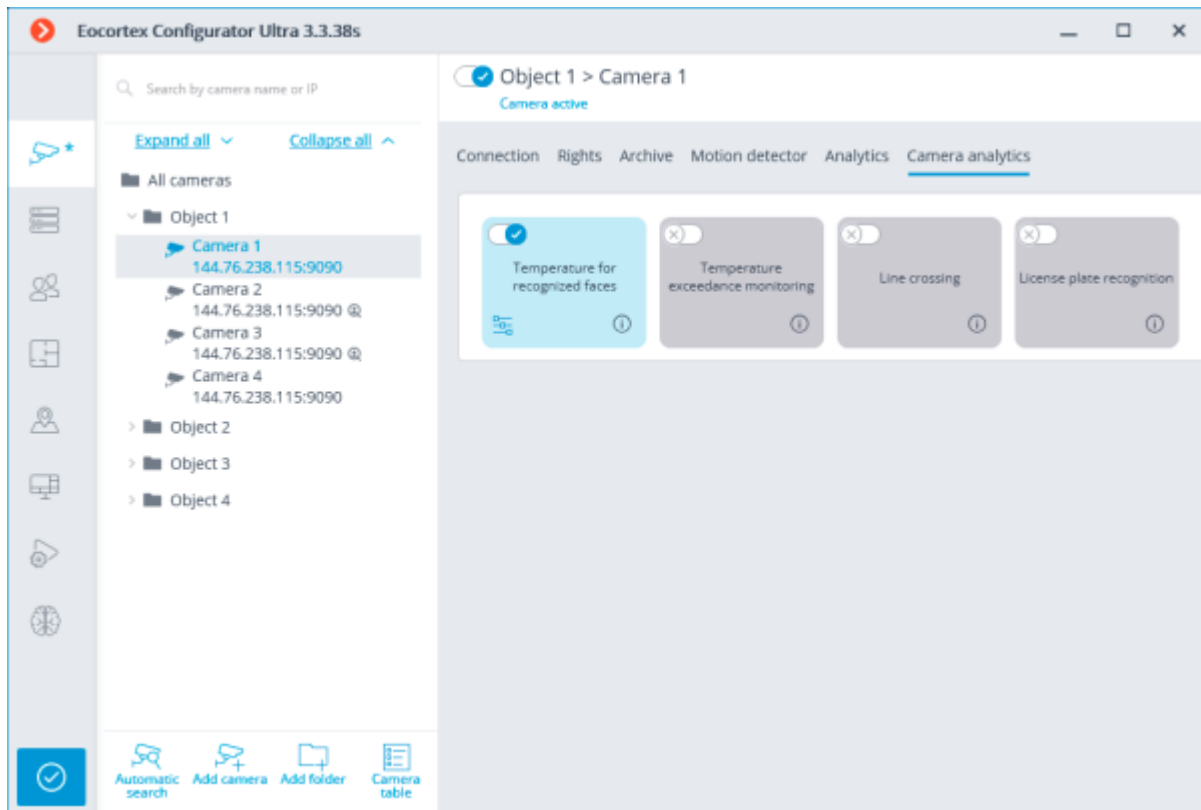 Eocortex Configurator Ultra 3.3.38s
Search by camera name or IP
Expand all
Collapse all
All cameras
Object 1
Camera 1
144.76.238.115:9090
Camera 2
144.76.238.115:9090
Camera 3
144.76.238.115:9090
Camera 4
144.76.238.115:9090
Object 2
Object 3
Object 4
Automatic
search
Add camera
Add folder
Camera
table
Object 1 > Camera 1
Camera active
Connection Rights Archive Motion detector Analytics Camera analytics
Temperature for
recognized faces
Temperature
exceedance monitoring
Line crossing
License plate recognition